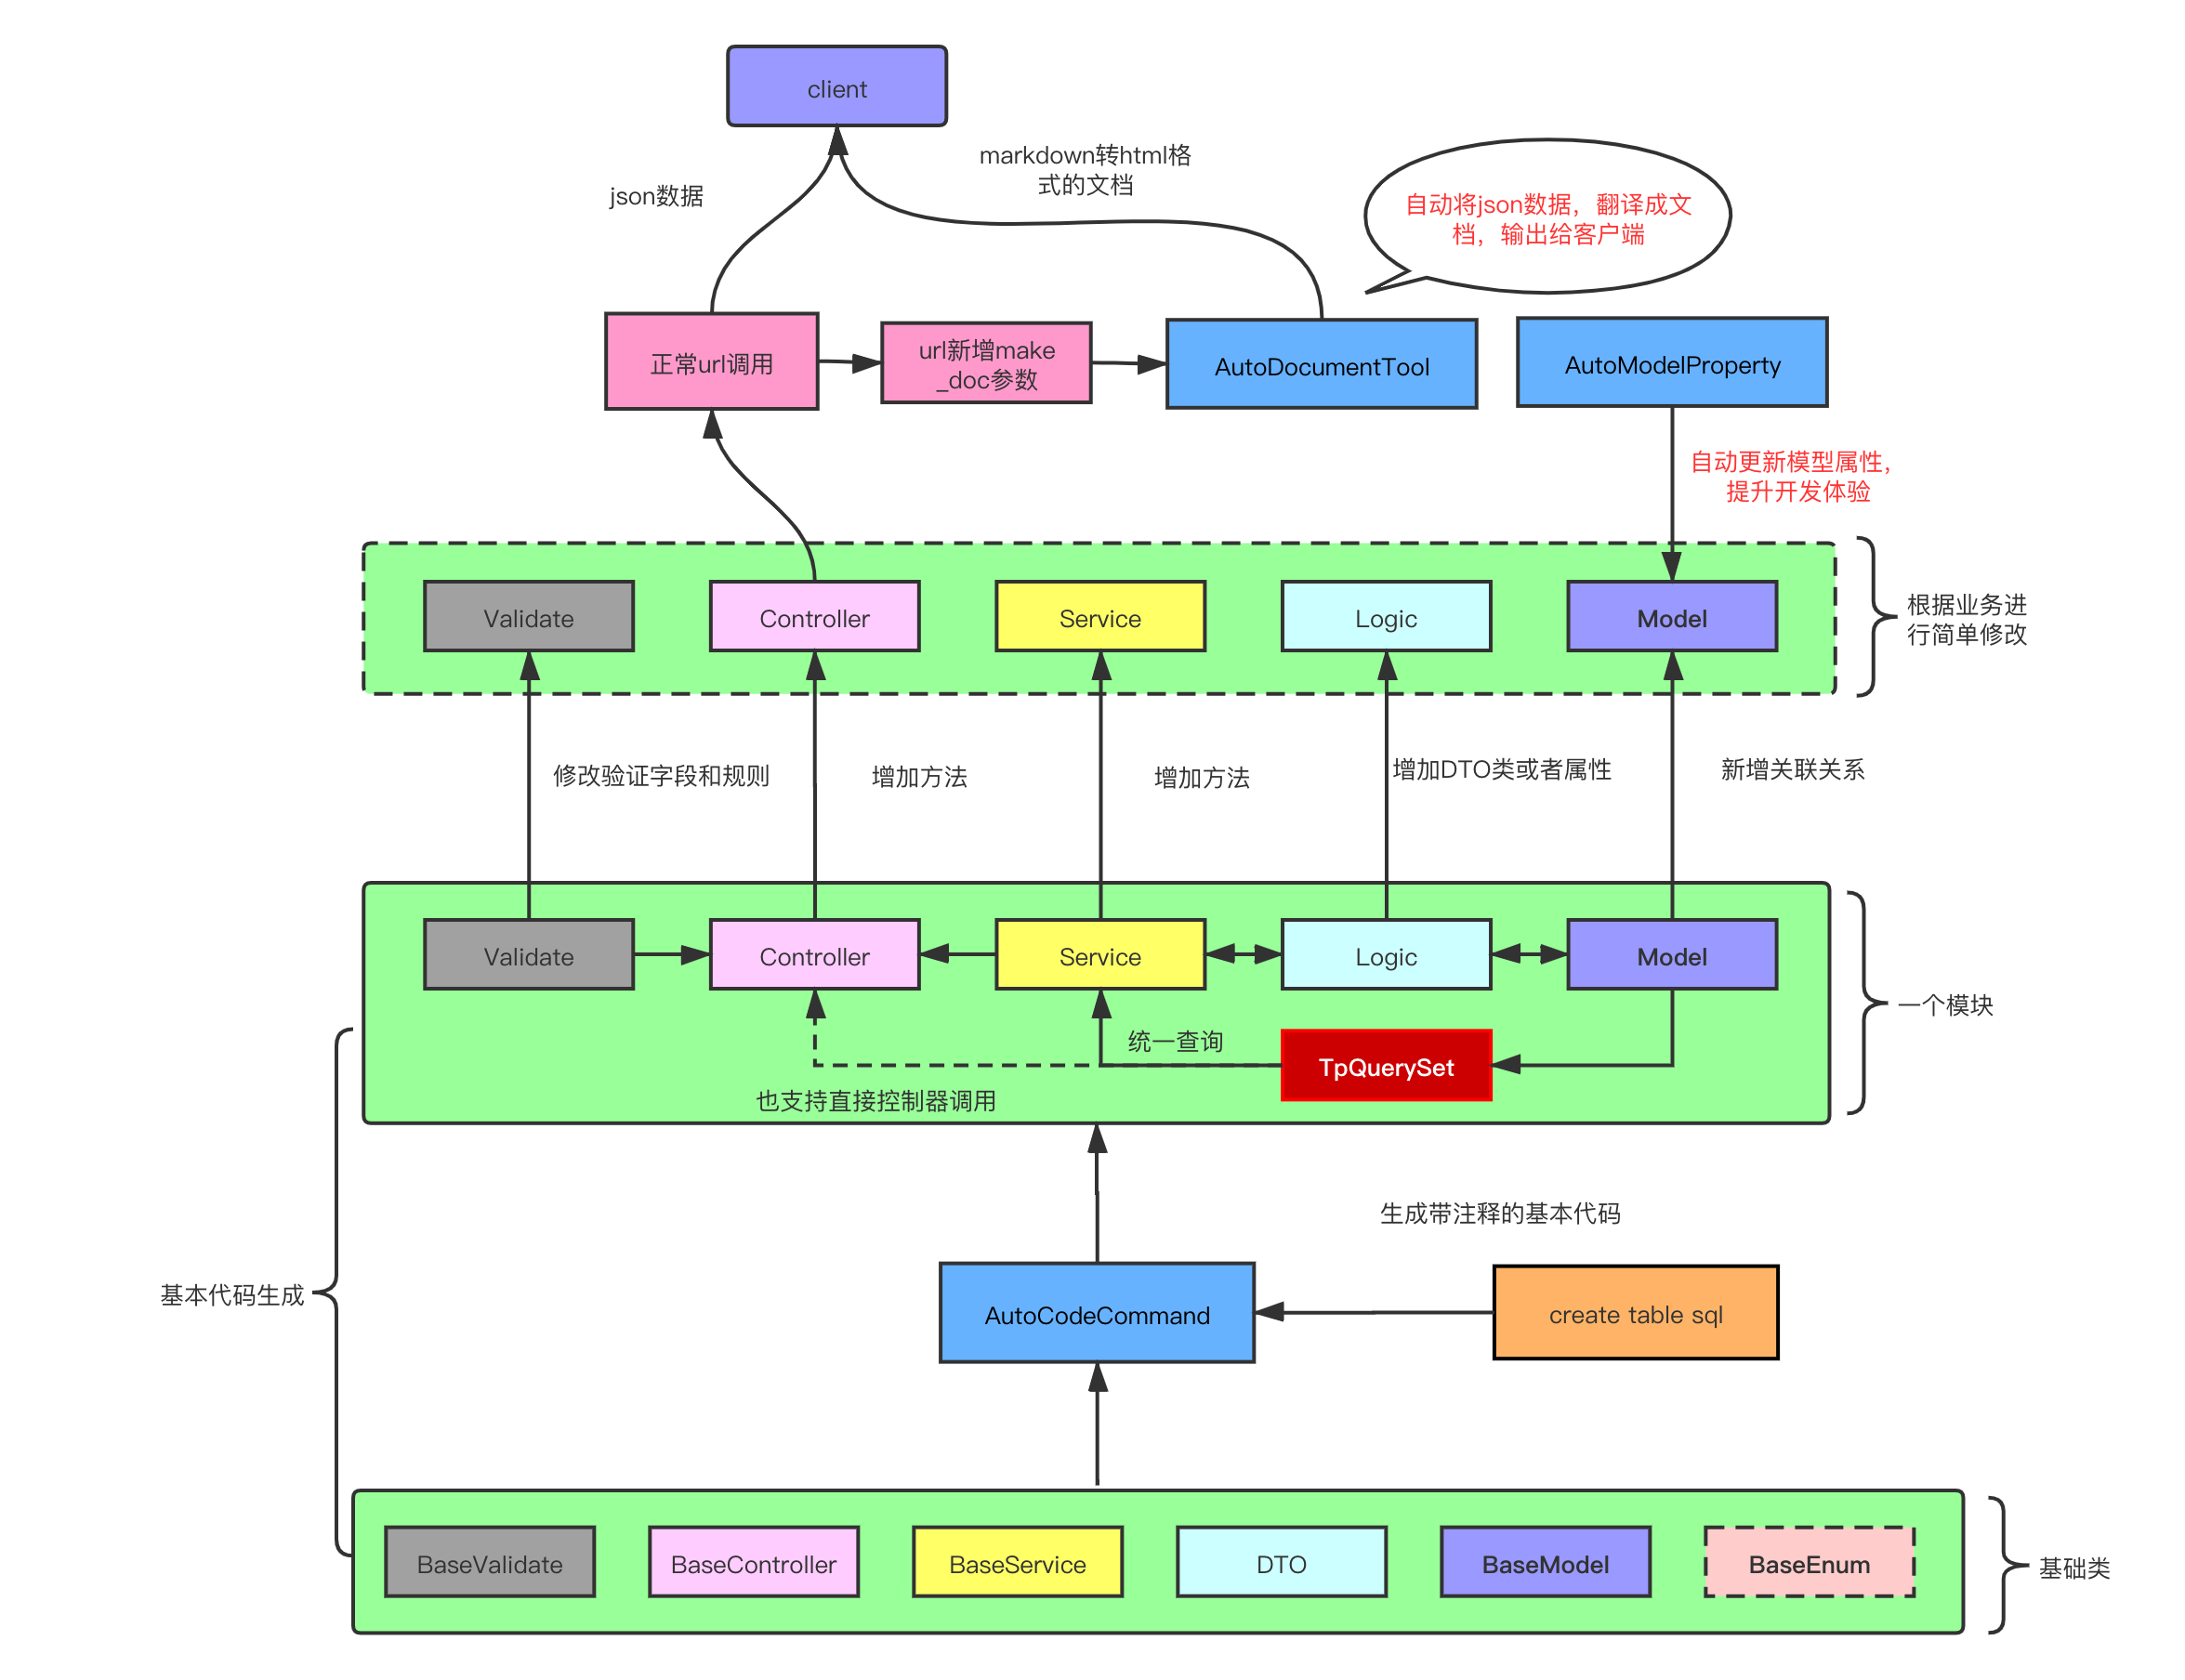 client
markdown转html格
式的文档
json数据
自动将json数据，翻译成文
档，输出给客户端
正常url调用
url新增make
_doc参数
AutoDocumentTool
AutoModelProperty
自动更新模型属性，
提升开发体验
Validate
Controller
Service
Logic
Model
根据业务进
行简单修改
修改验证字段和规则
增加方法
增加方法
增加DTO类或者属性
新增关联关系
Validate
Controller
Service
Logic
Model
一个模块
统一查询
TpQuerySet
也支持直接控制器调用
生成带注释的基本代码
基本代码生成
AutoCodeCommand
create table sql
BaseValidate
BaseController
BaseService
DTO
BaseModel
BaseEnum
基础类